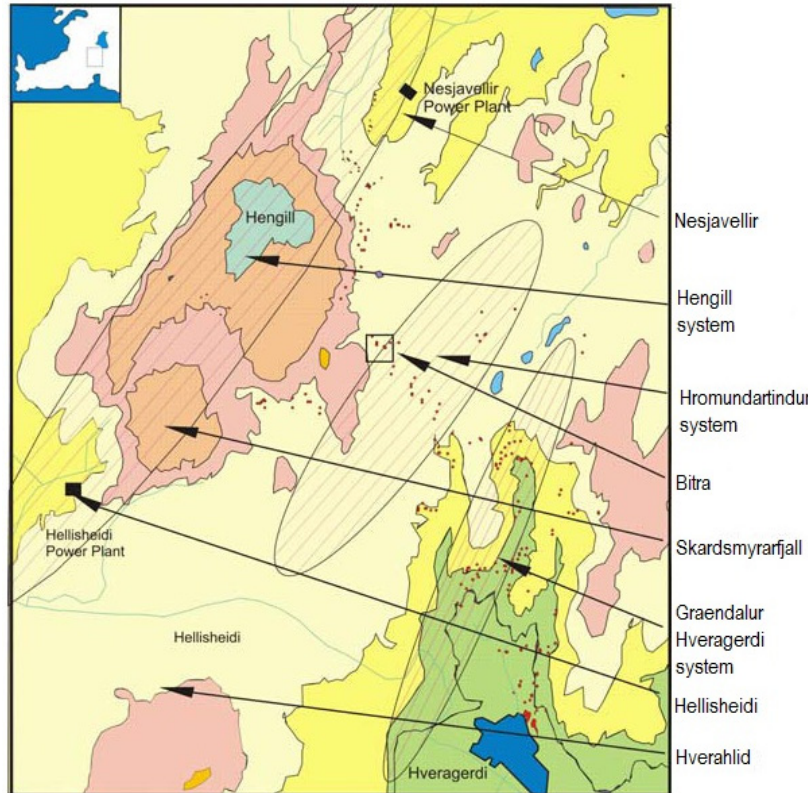 Nesjavellir
Power Plant
Hengill
Nesjavellir
Hengill
system
Hromundartindur
system
Bitra
Skardsmyrarfjall
Graendalur
Hveragerdi
system
Hellisheidi
Hverahlid
Hellisheidi
Power Plant
Hellisheidi
Hveragerdi